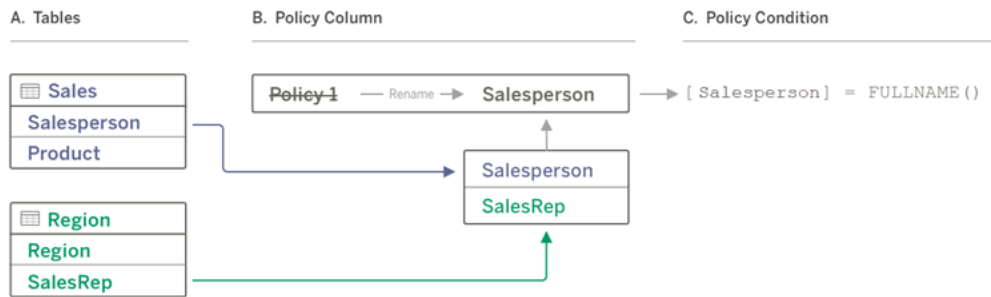 A. Tables
B. Policy Column
C. Policy Condition
Sales
Salesperson
Product
Region
Region
SalesRep
Policy 1
Rename
Salesperson
Salesperson
SalesRep
[Salesperson] = FULLNAME()